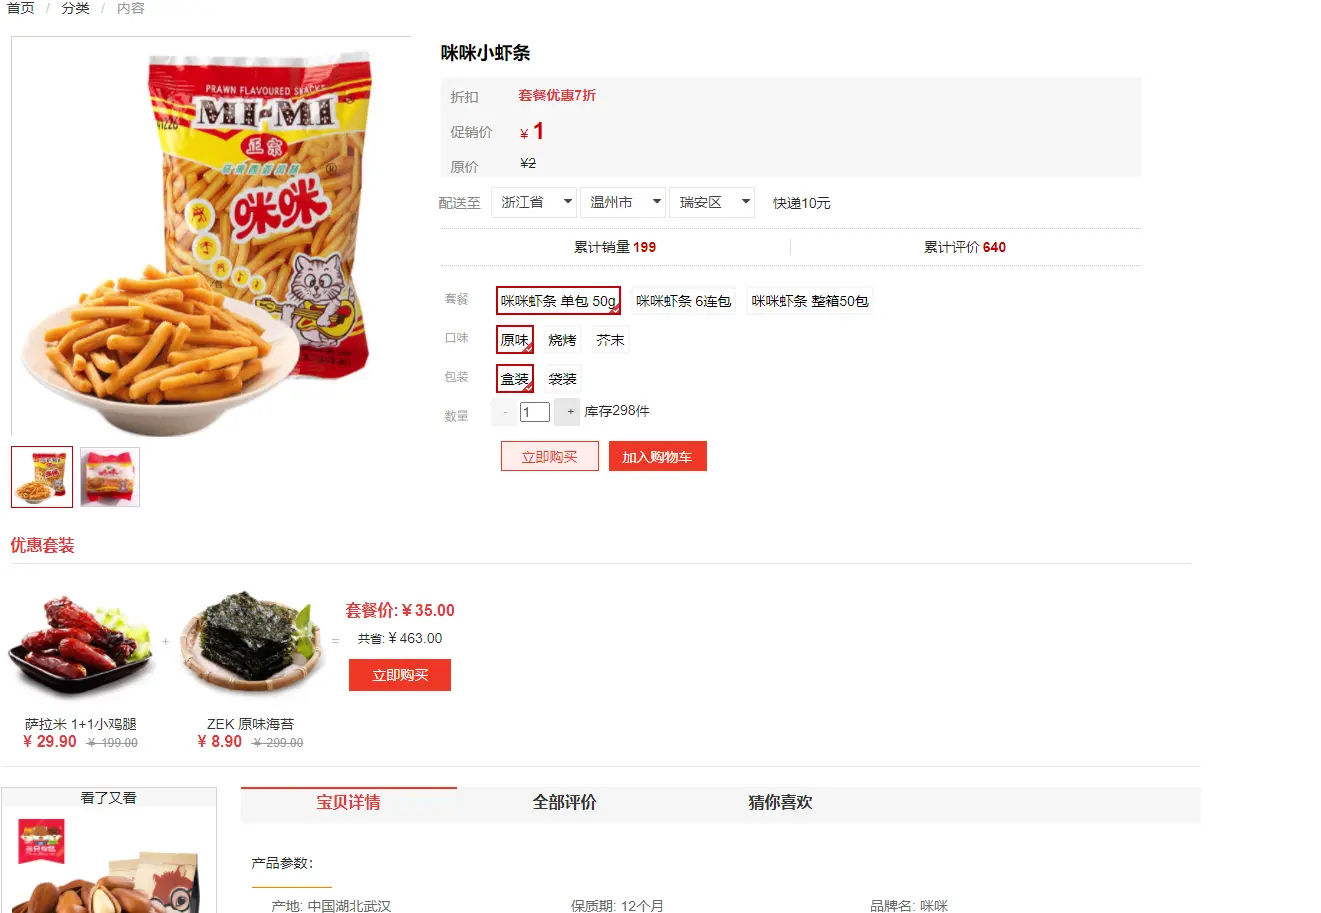 首页 / 分类 / 内容
PRAWN FLAVOURED SNACKS
MI-MI
正宗
咪咪
咪咪小虾条
折扣 套餐优惠7折
促销价 ¥ 1
原价 ¥2
配送至 浙江省 温州市 瑞安区 快递10元
累计销量 199 累计评价 640
套餐 咪咪虾条 单包 50g 咪咪虾条 6连包 咪咪虾条 整箱50包
口味 原味 烧烤 芥末
包装 盒装 袋装
数量 - 1 + 库存298件
立即购买 加入购物车
优惠套装
+ =
套餐价: ¥ 35.00
共省: ¥ 463.00
立即购买
萨拉米 1+1小鸡腿 ZEK 原味海苔
¥ 29.90 ¥ 199.00 ¥ 8.90 ¥ 299.00
看了又看
宝贝详情 全部评价 猜你喜欢
产品参数：
产地: 中国湖北武汉 保质期: 12个月 品牌名: 咪咪